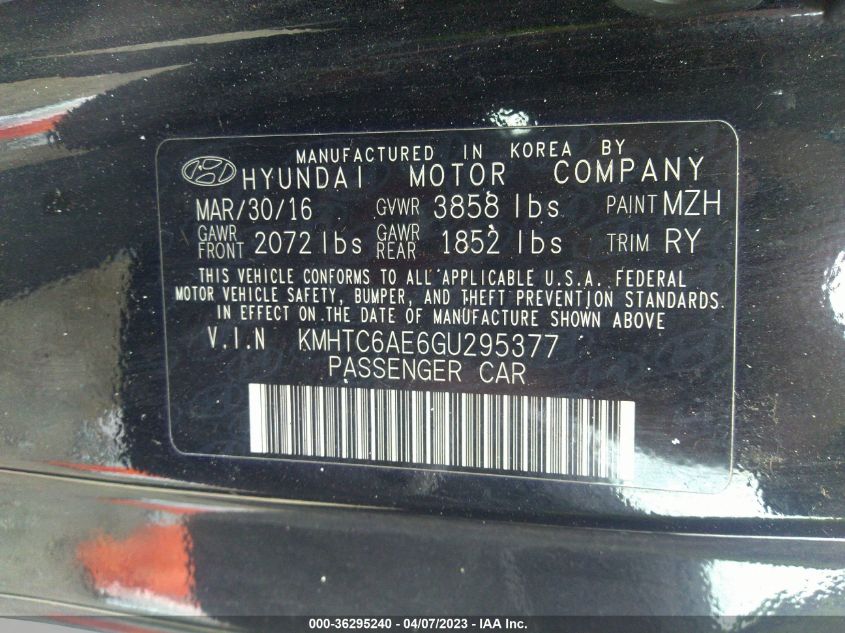 MANUFACTURED IN KOREA BY
HYUNDAI MOTOR COMPANY
MAR/30/16 GVWR 3858 lbs PAINT MZH
GAWR FRONT 2072 lbs GAWR REAR 1852 lbs TRIM RY
THIS VEHICLE CONFORMS TO ALL APPLICABLE U.S.A. FEDERAL
MOTOR VEHICLE SAFETY, BUMPER, AND THEFT PREVENTION STANDARDS
IN EFFECT ON THE DATE OF MANUFACTURE SHOWN ABOVE
V.I.N KMHTC6AE6GU295377
PASSENGER CAR
000-36295240 - 04/07/2023 - IAA Inc.